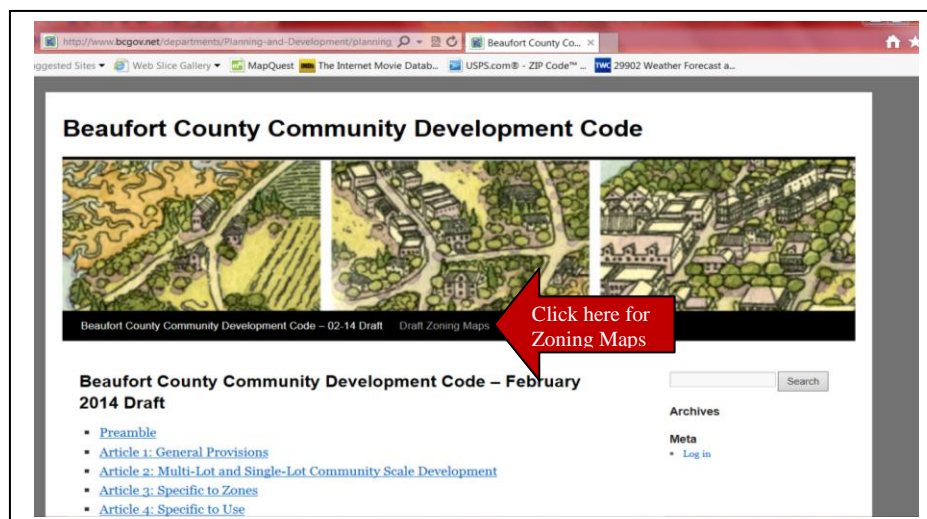 http://www.bcgov.net/departments/Planning-and-Development/planning
Beaufort County Co... ×
ggested Sites Web Slice Gallery MapQuest The Internet Movie Datab... USPS.com® - ZIP Code™ ... TWC 29902 Weather Forecast a...
Beaufort County Community Development Code
Beaufort County Community Development Code – 02-14 Draft Draft Zoning Maps
Click here for
Zoning Maps
Beaufort County Community Development Code – February
2014 Draft
Search
Archives
Meta
Log in
▪ Preamble
▪ Article 1: General Provisions
▪ Article 2: Multi-Lot and Single-Lot Community Scale Development
▪ Article 3: Specific to Zones
▪ Article 4: Specific to Use